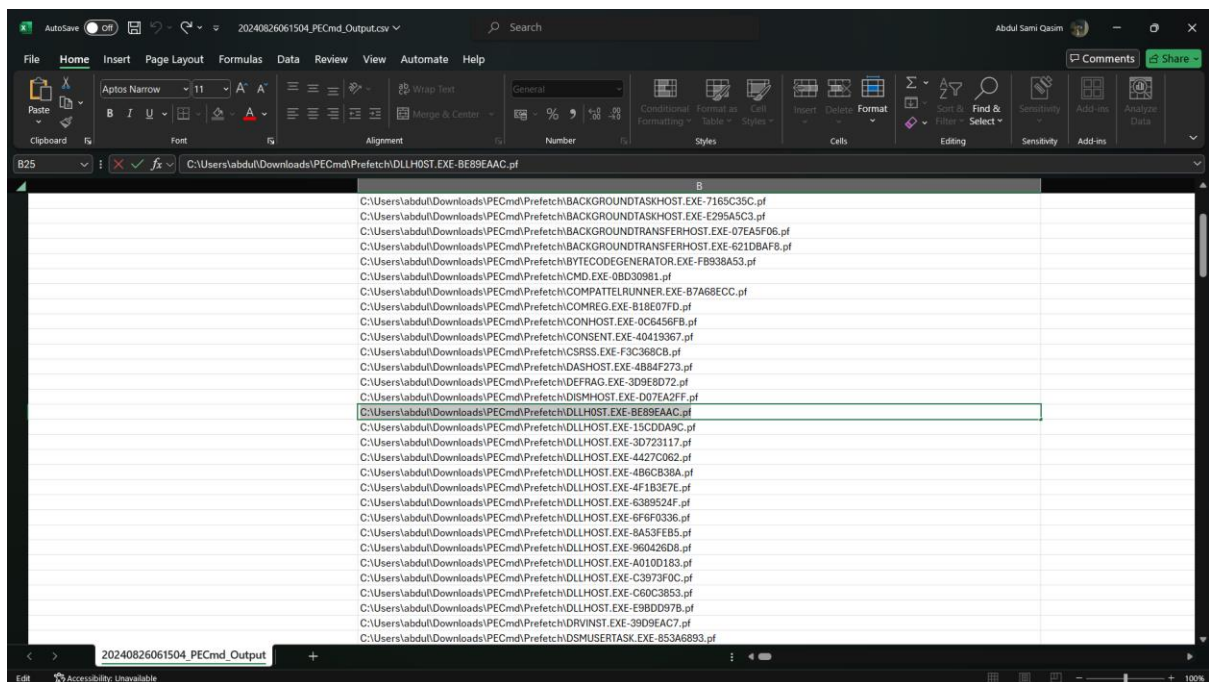 AutoSave Off 20240826061504_PECmd_Output.csv Search Abdul Sami Qasim
File Home Insert Page Layout Formulas Data Review View Automate Help Comments Share
Paste Aptos Narrow 11 A A Wrap Text General Conditional Formatting Format as Table Cell Styles Insert Delete Format Sort & Filter Find & Select Sensitivity Add-ins Analyze Data
B I U A Merge & Center % 9
Clipboard Font Alignment Number Styles Cells Editing Sensitivity Add-ins
B25 fx C:\Users\abdul\Downloads\PECmd\Prefetch\DLLH0ST.EXE-BE89EAAC.pf
B
C:\Users\abdul\Downloads\PECmd\Prefetch\BACKGROUNDTASKHOST.EXE-7165C35C.pf
C:\Users\abdul\Downloads\PECmd\Prefetch\BACKGROUNDTASKHOST.EXE-E295A5C3.pf
C:\Users\abdul\Downloads\PECmd\Prefetch\BACKGROUNDTRANSFERHOST.EXE-07EA5F06.pf
C:\Users\abdul\Downloads\PECmd\Prefetch\BACKGROUNDTRANSFERHOST.EXE-621DBAF8.pf
C:\Users\abdul\Downloads\PECmd\Prefetch\BYTECODEGENERATOR.EXE-FB938A53.pf
C:\Users\abdul\Downloads\PECmd\Prefetch\CMD.EXE-0BD30981.pf
C:\Users\abdul\Downloads\PECmd\Prefetch\COMPATTELRUNNER.EXE-B7A68ECC.pf
C:\Users\abdul\Downloads\PECmd\Prefetch\COMREG.EXE-B18E07FD.pf
C:\Users\abdul\Downloads\PECmd\Prefetch\CONHOST.EXE-0C6456FB.pf
C:\Users\abdul\Downloads\PECmd\Prefetch\CONSENT.EXE-40419367.pf
C:\Users\abdul\Downloads\PECmd\Prefetch\CSRSS.EXE-F3C368CB.pf
C:\Users\abdul\Downloads\PECmd\Prefetch\DASHOST.EXE-4B84F273.pf
C:\Users\abdul\Downloads\PECmd\Prefetch\DEFRAG.EXE-3D9E8D72.pf
C:\Users\abdul\Downloads\PECmd\Prefetch\DISMHOST.EXE-D07EA2FF.pf
C:\Users\abdul\Downloads\PECmd\Prefetch\DLLH0ST.EXE-BE89EAAC.pf
C:\Users\abdul\Downloads\PECmd\Prefetch\DLLHOST.EXE-15CDDA9C.pf
C:\Users\abdul\Downloads\PECmd\Prefetch\DLLHOST.EXE-3D723117.pf
C:\Users\abdul\Downloads\PECmd\Prefetch\DLLHOST.EXE-4427C062.pf
C:\Users\abdul\Downloads\PECmd\Prefetch\DLLHOST.EXE-4B6CB38A.pf
C:\Users\abdul\Downloads\PECmd\Prefetch\DLLHOST.EXE-4F1B3E7E.pf
C:\Users\abdul\Downloads\PECmd\Prefetch\DLLHOST.EXE-6389524F.pf
C:\Users\abdul\Downloads\PECmd\Prefetch\DLLHOST.EXE-6F6F0336.pf
C:\Users\abdul\Downloads\PECmd\Prefetch\DLLHOST.EXE-8A53FEB5.pf
C:\Users\abdul\Downloads\PECmd\Prefetch\DLLHOST.EXE-960426D8.pf
C:\Users\abdul\Downloads\PECmd\Prefetch\DLLHOST.EXE-A010D183.pf
C:\Users\abdul\Downloads\PECmd\Prefetch\DLLHOST.EXE-C3973F0C.pf
C:\Users\abdul\Downloads\PECmd\Prefetch\DLLHOST.EXE-C60C3853.pf
C:\Users\abdul\Downloads\PECmd\Prefetch\DLLHOST.EXE-E9BDD97B.pf
C:\Users\abdul\Downloads\PECmd\Prefetch\DRVINST.EXE-39D9EAC7.pf
C:\Users\abdul\Downloads\PECmd\Prefetch\DSMUSERTASK.EXE-853A6893.pf
20240826061504_PECmd_Output
Edit Accessibility: Unavailable 100%